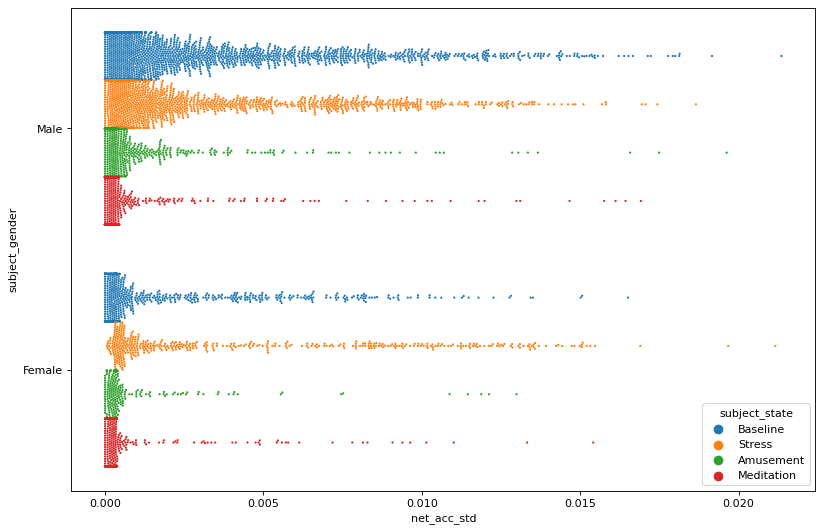 subject_gender
Male
Female
0.000
0.005
0.010
0.015
0.020
net_acc_std
subject_state
Baseline
Stress
Amusement
Meditation